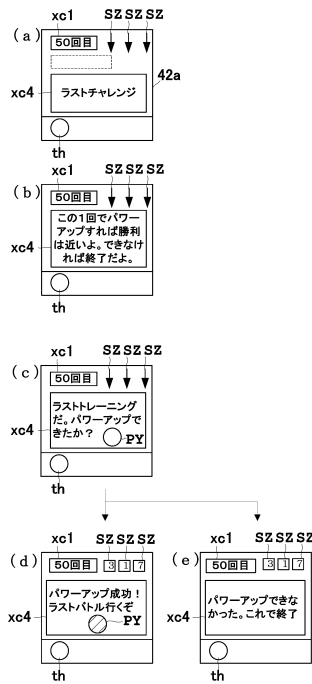 xc1 SZ SZ SZ
(a)
50回目
42a
xc4
ラストチャレンジ
th
xc1 SZ SZ SZ
(b)
50回目
xc4
この1回でパワー
アップすれば勝利
は近いよ。できなけ
れば終了だよ。
th
xc1 SZ SZ SZ
(c)
50回目
xc4
ラストトレーニング
だ。パワーアップで
きたか?
PY
th
xc1 SZ SZ SZ
(d)
50回目 3 1 7
xc4
パワーアップ成功!
ラストバトル行くぞ
PY
th
xc1 SZ SZ SZ
(e)
50回目 3 1 7
xc4
パワーアップできな
かった。これで終了
th